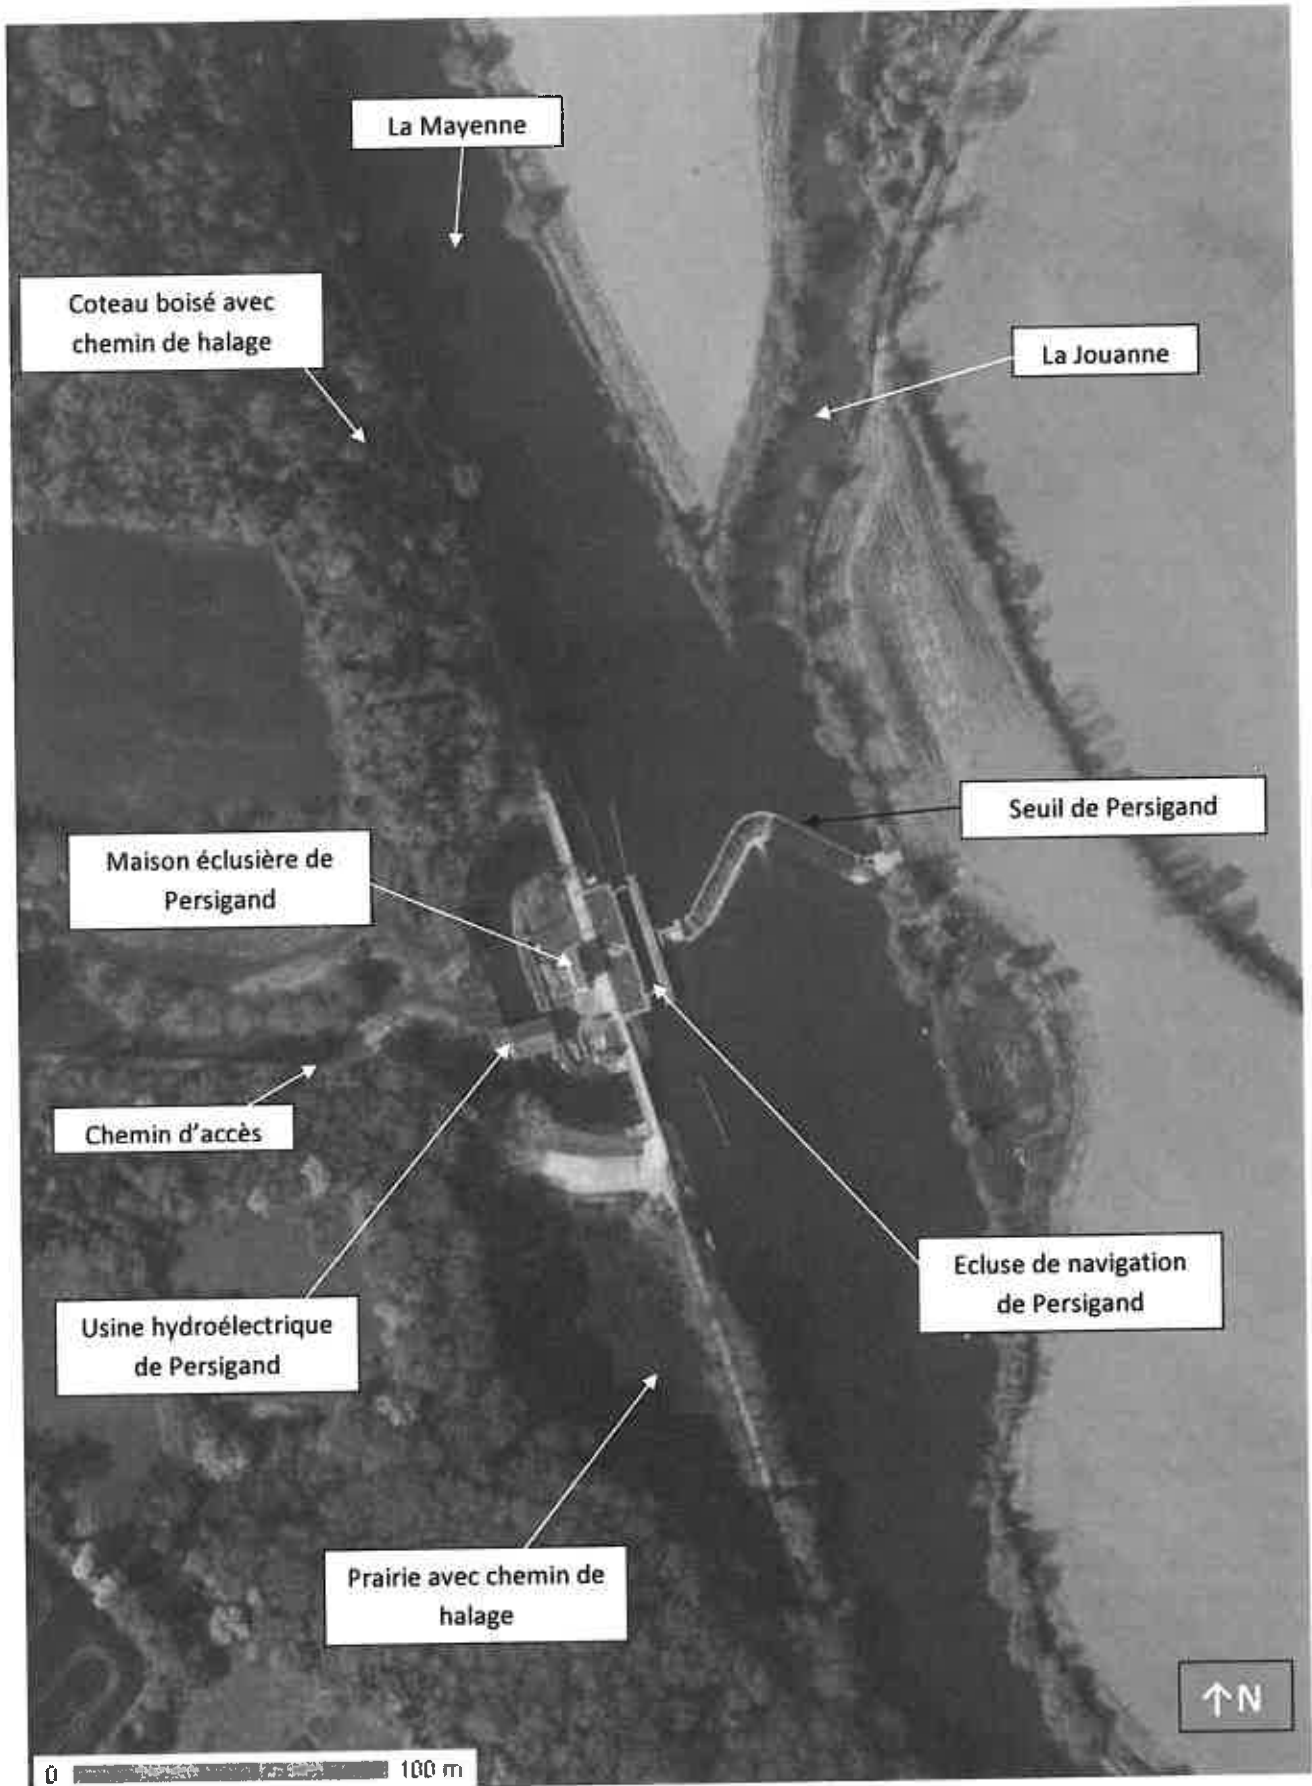 La Mayenne
Coteau boisé avec
chemin de halage
La Jouanne
Seuil de Persigand
Maison éclusière de
Persigand
Chemin d'accès
Ecluse de navigation
de Persigand
Usine hydroélectrique
de Persigand
Prairie avec chemin de
halage
↑N
0 100 m